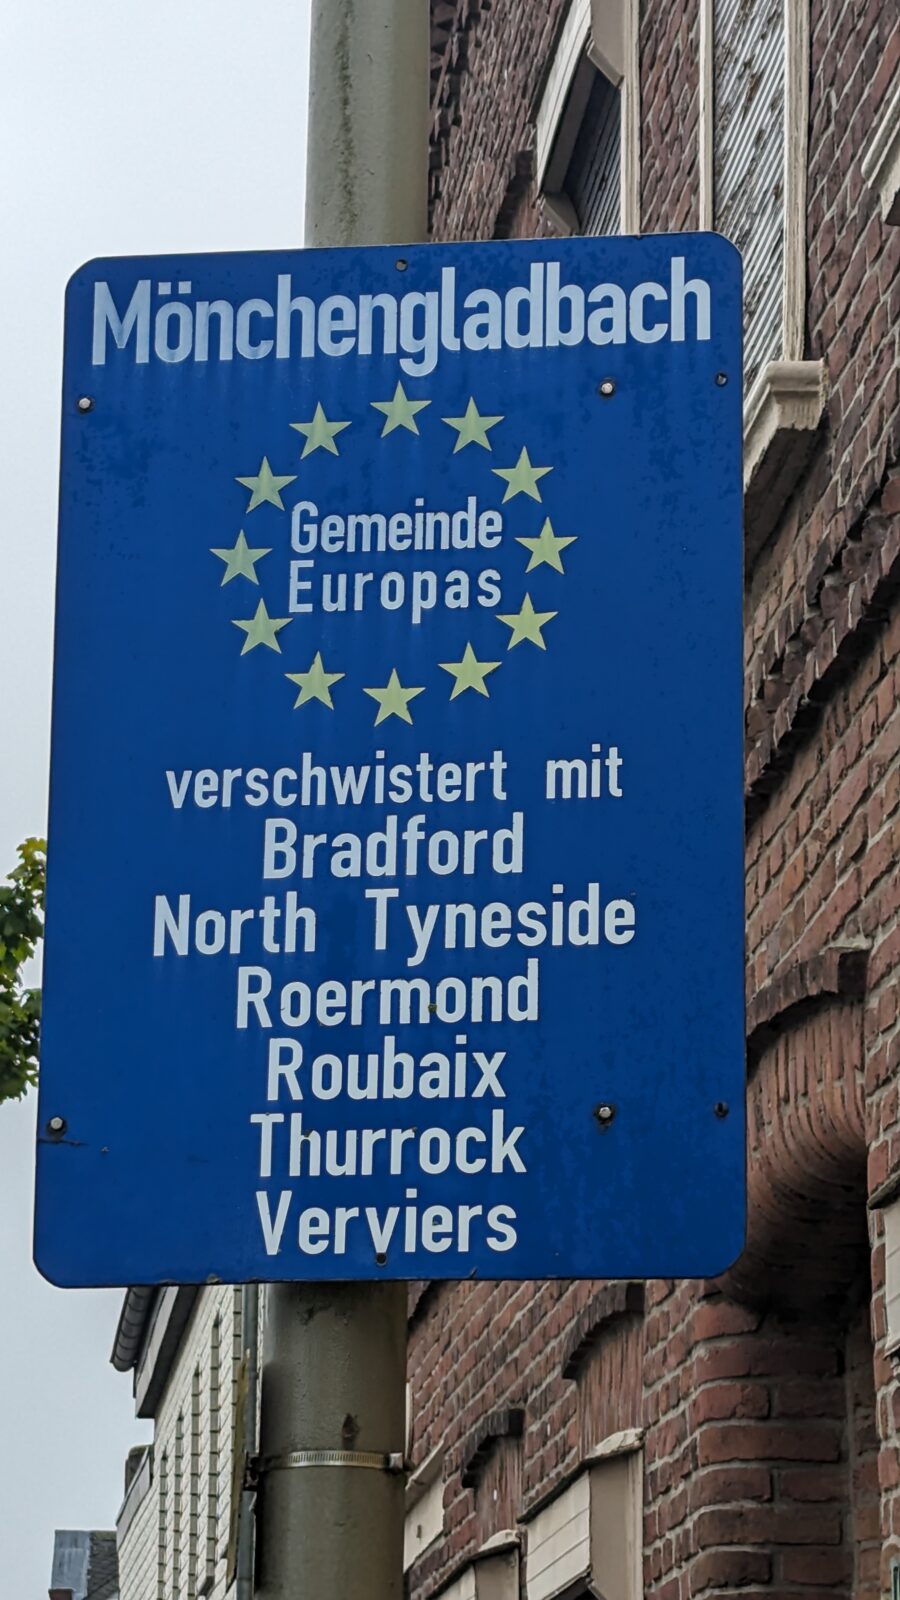 Mönchengladbach
Gemeinde
Europas
verschwistert mit
Bradford
North Tyneside
Roermond
Roubaix
Thurrock
Verviers